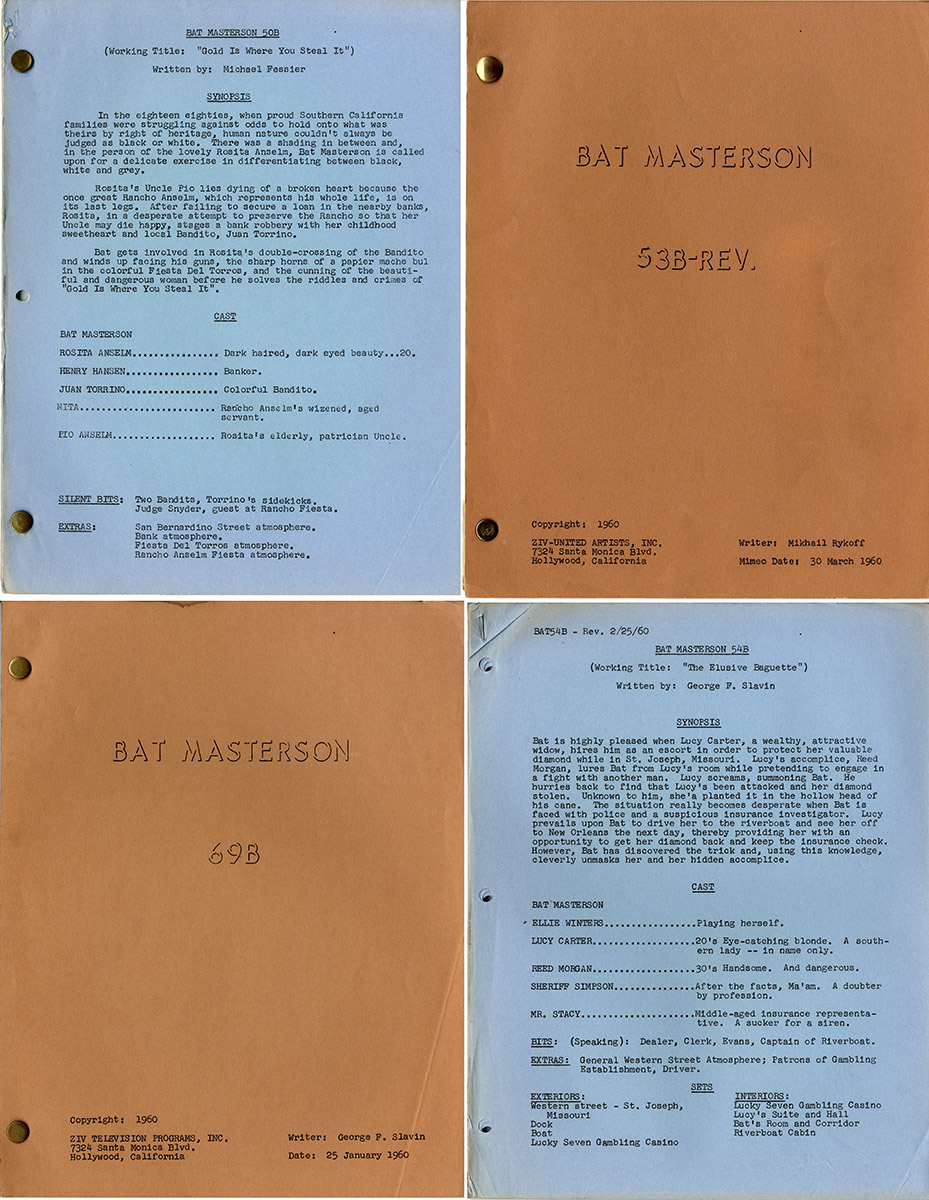 BAT MASTERSON 50B
(Working Title: "Gold Is Where You Steal It")
Written by: Michael Fessier
SYNOPSIS
In the eighteen eighties, when proud Southern California
families were struggling against odds to hold onto what was
theirs by right of heritage, human nature couldn't always be
judged as black or white. There was a shading in between and,
in the person of the lovely Rosita Anselm, Bat Masterson is called
upon for a delicate exercise in differentiating between black,
white and grey.
Rosita's Uncle Pio lies dying of a broken heart because the
once great Rancho Anselm, which represents his whole life, is on
its last legs. After failing to secure a loan in the nearby banks,
Rosita, in a desperate attempt to preserve the Rancho so that her
Uncle may die happy, stages a bank robbery with her childhood
sweetheart and local Bandito, Juan Torrino.
Bat gets involved in Rosita's double-crossing of the Bandito
and winds up facing his guns, the sharp horns of a papier mache bul
in the colorful Fiesta Del Torros, and the cunning of the beauti-
ful and dangerous woman before he solves the riddles and crimes of
"Gold Is Where You Steal It".
CAST
BAT MASTERSON
ROSITA ANSELM................ Dark haired, dark eyed beauty...20.
HENRY HANSEN................. Banker.
JUAN TORRINO................. Colorful Bandito.
NITA......................... Rancho Anselm's wizened, aged
servant.
PIO ANSELM................... Rosita's elderly, patrician Uncle.
SILENT BITS: Two Bandits, Torrino's sidekicks.
Judge Snyder, guest at Rancho Fiesta.
EXTRAS: San Bernardino Street atmosphere.
Bank atmosphere.
Fiesta Del Torros atmosphere.
Rancho Anselm Fiesta atmosphere.
BAT MASTERSON
53B-REV.
Copyright: 1960
ZIV-UNITED ARTISTS, INC.
7324 Santa Monica Blvd.
Hollywood, California
Writer: Mikhail Rykoff
Mimeo Date: 30 March 1960
BAT MASTERSON
69B
Copyright: 1960
ZIV TELEVISION PROGRAMS, INC.
7324 Santa Monica Blvd.
Hollywood, California
Writer: George F. Slavin
Date: 25 January 1960
BAT54B - Rev. 2/25/60
BAT MASTERSON 54B
(Working Title: "The Elusive Baguette")
Written by: George F. Slavin
SYNOPSIS
Bat is highly pleased when Lucy Carter, a wealthy, attractive
widow, hires him as an escort in order to protect her valuable
diamond while in St. Joseph, Missouri. Lucy's accomplice, Reed
Morgan, lures Bat from Lucy's room while pretending to engage in
a fight with another man. Lucy screams, summoning Bat. He
hurries back to find that Lucy's been attacked and her diamond
stolen. Unknown to him, she'a planted it in the hollow head of
his cane. The situation really becomes desperate when Bat is
faced with police and a suspicious insurance investigator. Lucy
prevails upon Bat to drive her to the riverboat and see her off
to New Orleans the next day, thereby providing her with an
opportunity to get her diamond back and keep the insurance check.
However, Bat has discovered the trick and, using this knowledge,
cleverly unmasks her and her hidden accomplice.
CAST
BAT MASTERSON
ELLIE WINTERS................Playing herself.
LUCY CARTER..................20's Eye-catching blonde. A south-
ern lady -- in name only.
REED MORGAN..................30's Handsome. And dangerous.
SHERIFF SIMPSON..............After the facts, Ma'am. A doubter
by profession.
MR. STACY....................Middle-aged insurance representa-
tive. A sucker for a siren.
BITS: (Speaking): Dealer, Clerk, Evans, Captain of Riverboat.
EXTRAS: General Western Street Atmosphere; Patrons of Gambling
Establishment, Driver.
SETS
EXTERIORS:
Western street - St. Joseph,
Missouri
Dock
Boat
Lucky Seven Gambling Casino
INTERIORS:
Lucky Seven Gambling Casino
Lucy's Suite and Hall
Bat's Room and Corridor
Riverboat Cabin